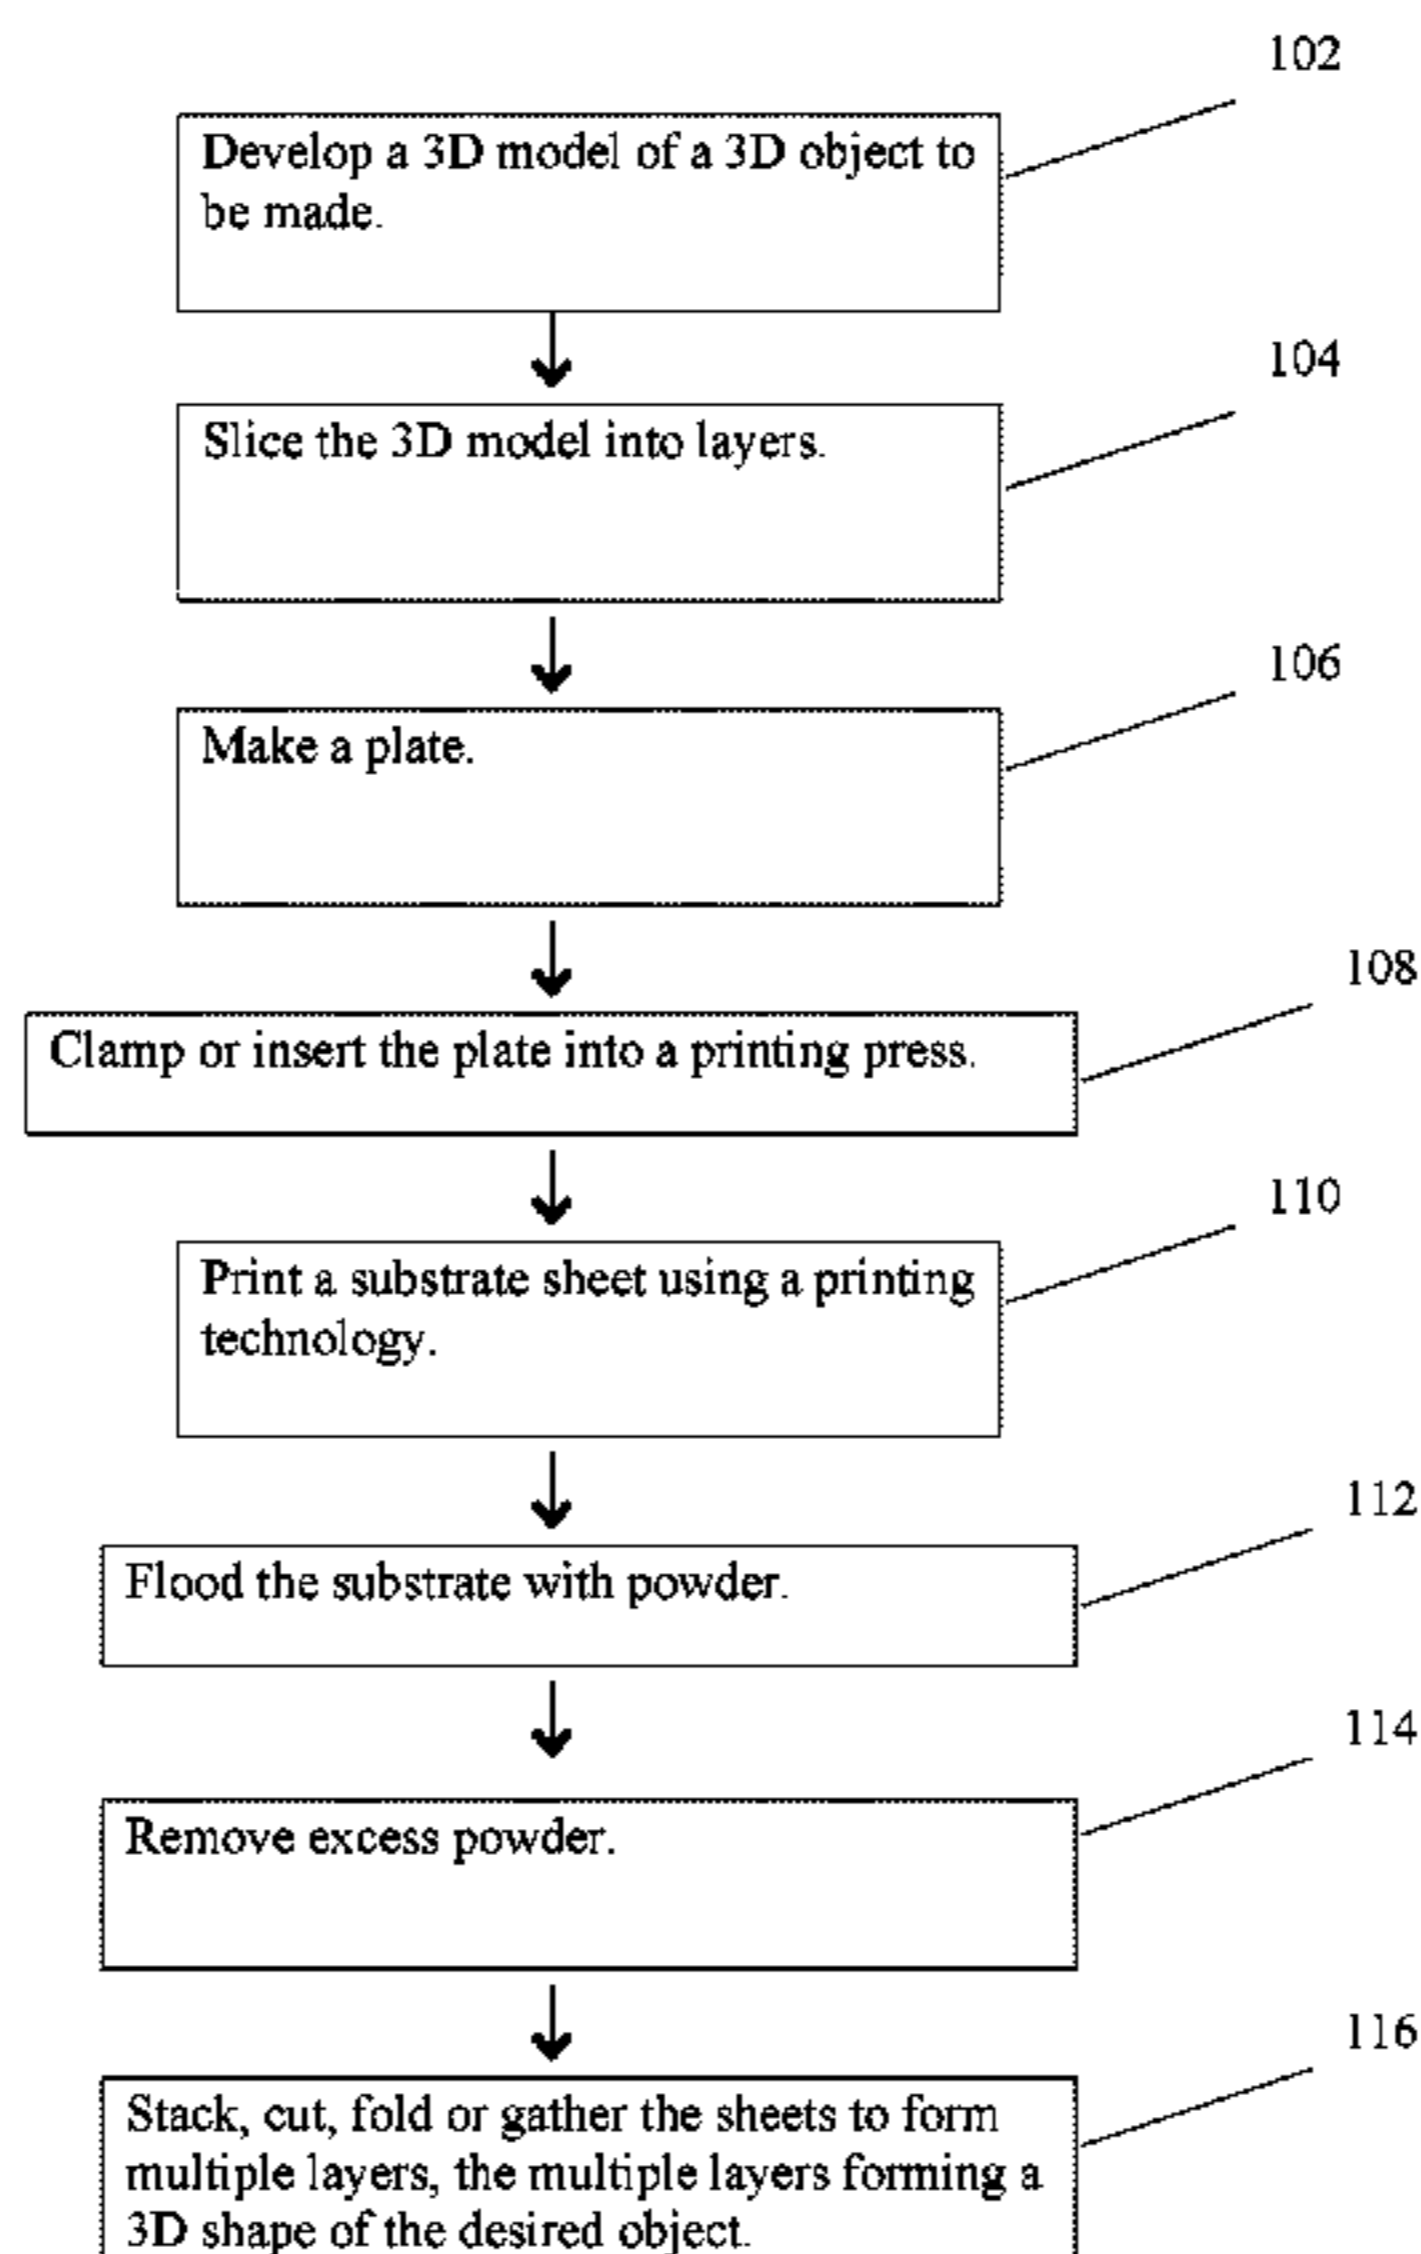 102
Develop a 3D model of a 3D object to
be made.
104
Slice the 3D model into layers.
106
Make a plate.
108
Clamp or insert the plate into a printing press.
110
Print a substrate sheet using a printing
technology.
112
Flood the substrate with powder.
114
Remove excess powder.
116
Stack, cut, fold or gather the sheets to form
multiple layers, the multiple layers forming a
3D shape of the desired object.